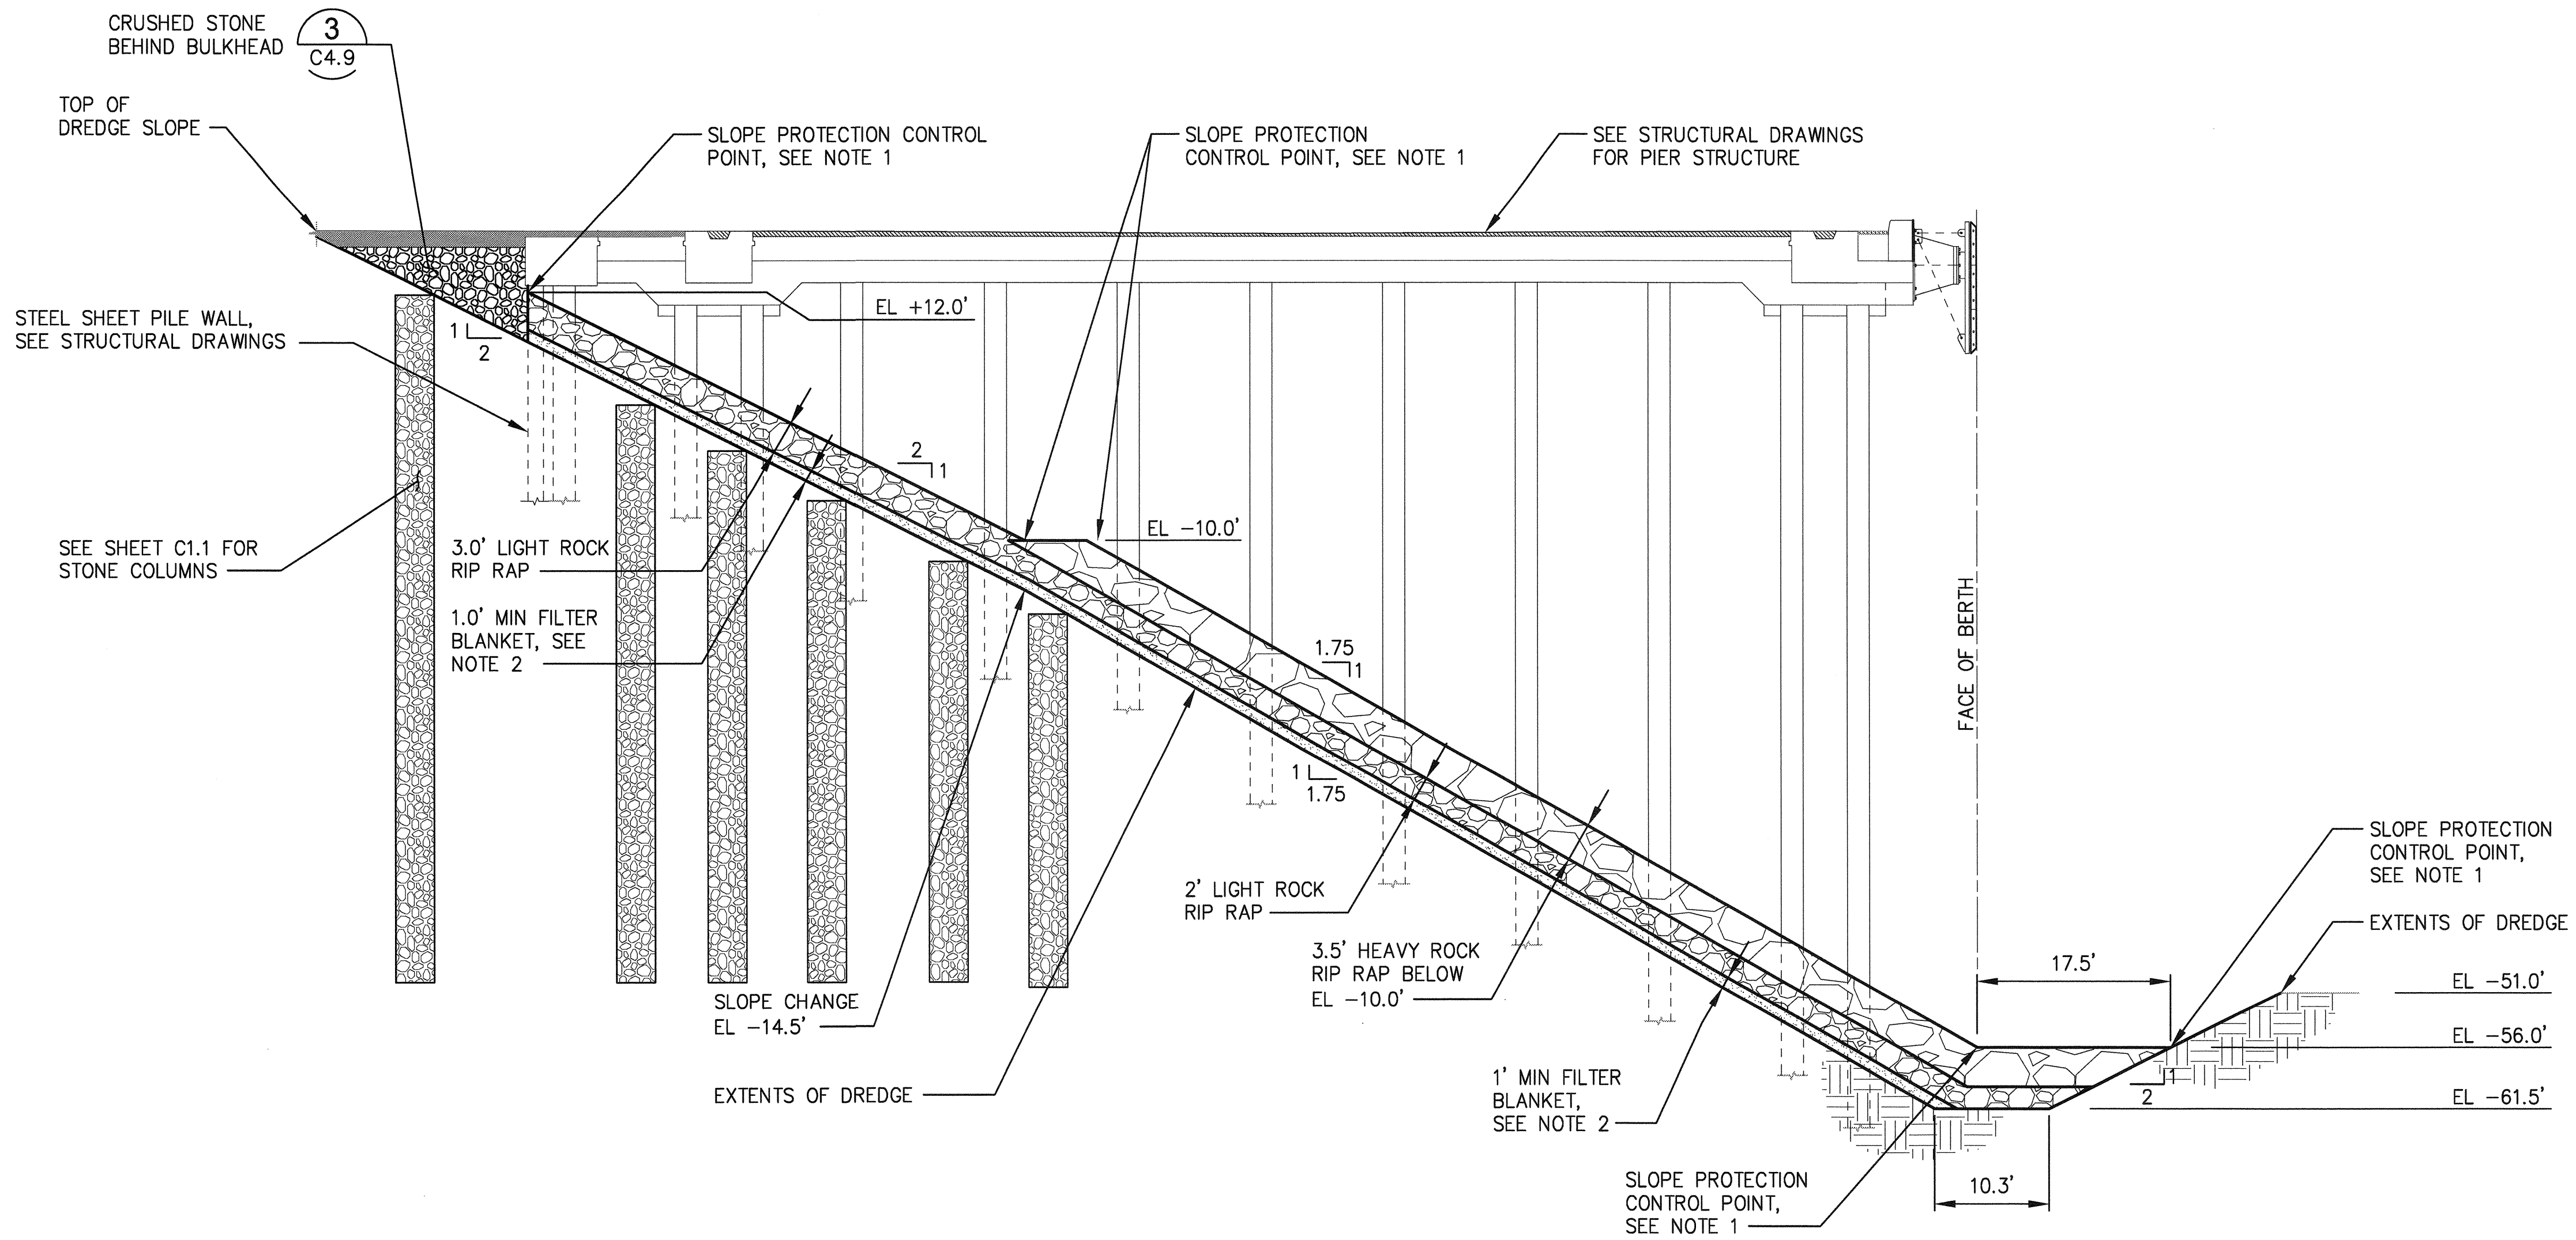 CRUSHED STONE
BEHIND BULKHEAD
3
C4.9
TOP OF
DREDGE SLOPE
SLOPE PROTECTION CONTROL
POINT, SEE NOTE 1
SLOPE PROTECTION
CONTROL POINT, SEE NOTE 1
SEE STRUCTURAL DRAWINGS
FOR PIER STRUCTURE
EL +12.0'
STEEL SHEET PILE WALL,
SEE STRUCTURAL DRAWINGS
1
2
2
1
EL -10.0'
SEE SHEET C1.1 FOR
STONE COLUMNS
3.0' LIGHT ROCK
RIP RAP
1.0' MIN FILTER
BLANKET, SEE
NOTE 2
FACE OF BERTH
1.75
1
1
1.75
SLOPE PROTECTION
CONTROL POINT,
SEE NOTE 1
2' LIGHT ROCK
RIP RAP
EXTENTS OF DREDGE
3.5' HEAVY ROCK
RIP RAP BELOW
EL -10.0'
17.5'
EL -51.0'
SLOPE CHANGE
EL -14.5'
EL -56.0'
1' MIN FILTER
BLANKET,
SEE NOTE 2
1
2
EXTENTS OF DREDGE
EL -61.5'
SLOPE PROTECTION
CONTROL POINT,
SEE NOTE 1
10.3'